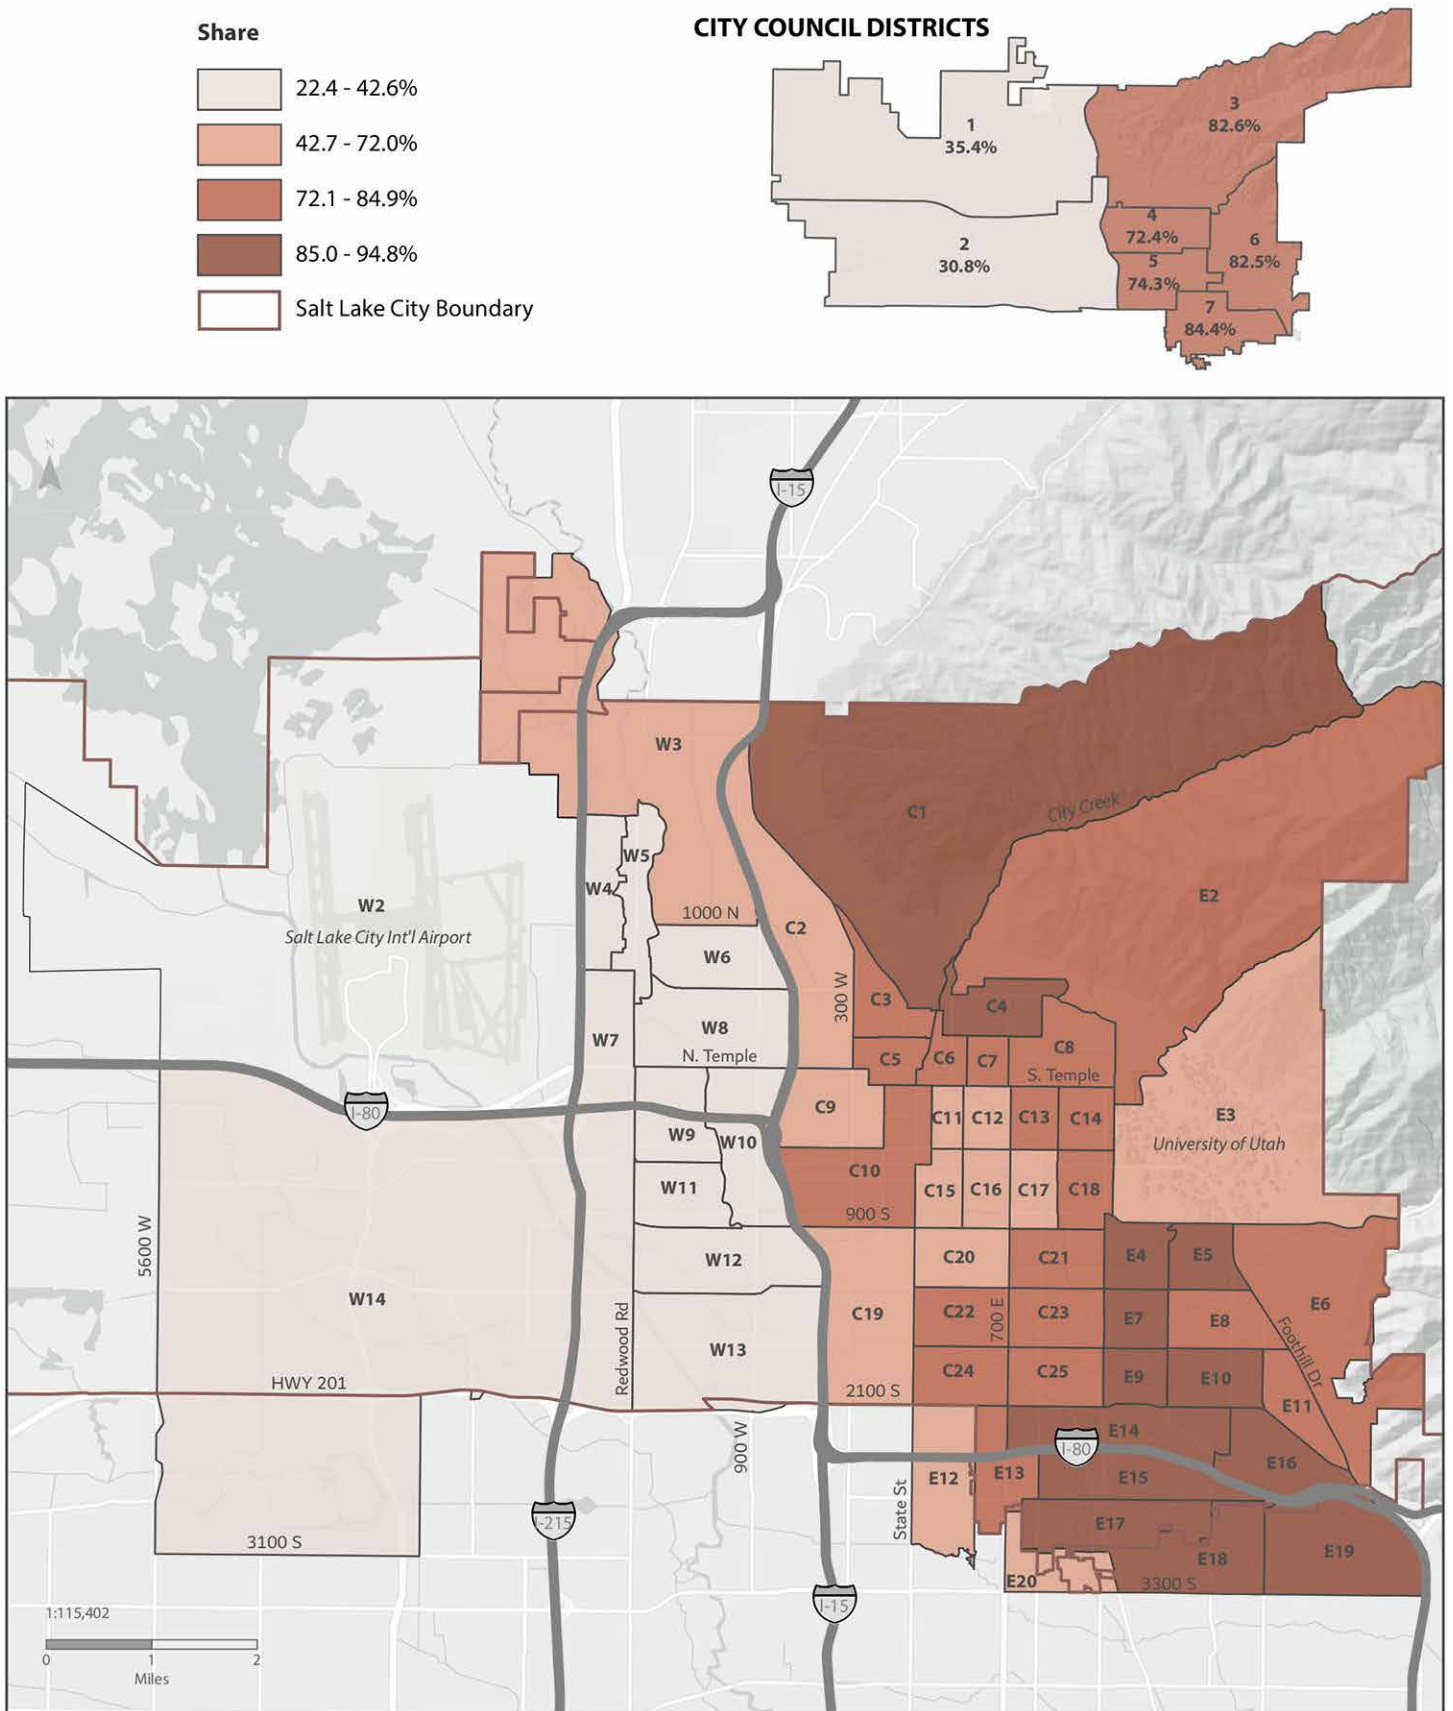 Share
22.4 - 42.6%
42.7 - 72.0%
72.1 - 84.9%
85.0 - 94.8%
Salt Lake City Boundary
CITY COUNCIL DISTRICTS
1
35.4%
2
30.8%
3
82.6%
4
72.4%
5
74.3%
6
82.5%
7
84.4%
N
I-15
W3
C1
City Creek
W5
W4
W2
Salt Lake City Int'l Airport
1000 N
C2
E2
W6
300 W
C3
C4
W7
W8
N. Temple
C5
C6
C7
C8
S. Temple
I-80
C9
C11
C12
C13
C14
E3
University of Utah
W9
W10
W11
C10
900 S
C15
C16
C17
C18
5600 W
W12
C20
C21
E4
E5
W14
Redwood Rd
W13
C19
C22
700 E
C23
E7
E8
E6
Foothill Dr
HWY 201
2100 S
C24
C25
E9
E10
E11
900 W
State St
E12
E13
E14
I-80
E15
E16
I-215
3100 S
E17
E18
E19
E20
3300 S
I-15
1:115,402
0 1 2
Miles